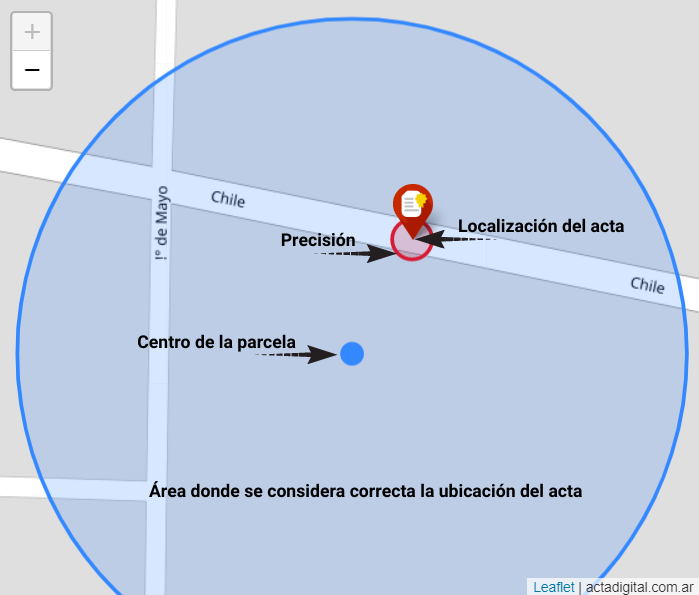 +
−
Chile
!º de Mayo
Localización del acta
Precisión
Chile
Centro de la parcela
Área donde se considera correcta la ubicación del acta
Leaflet | actadigital.com.ar